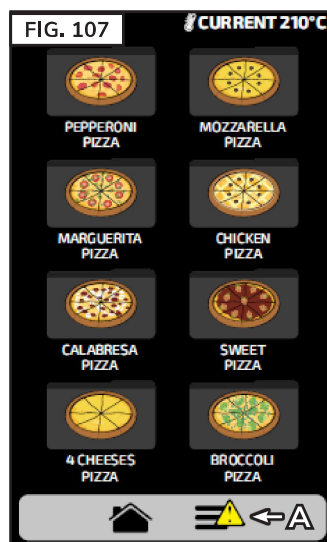 FIG. 107
CURRENT 210°C
PEPPERONI
PIZZA
MOZZARELLA
PIZZA
MARGUERITA
PIZZA
CHICKEN
PIZZA
CALABRESA
PIZZA
SWEET
PIZZA
4 CHEESES
PIZZA
BROCCOLI
PIZZA
A